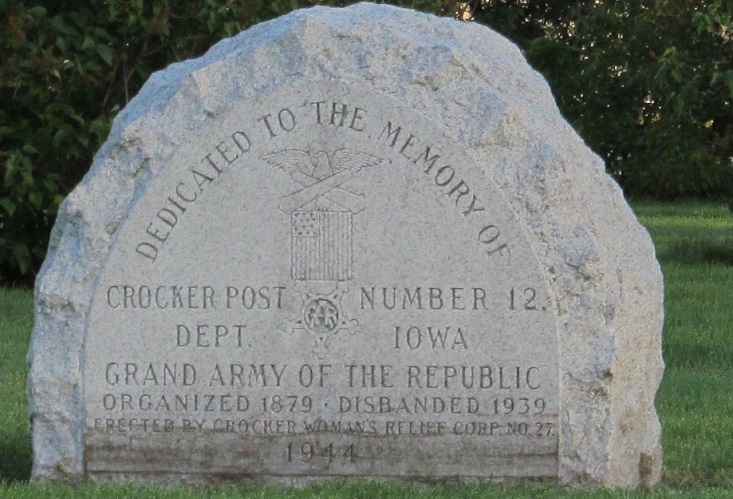 DEDICATED TO THE MEMORY OF
CROCKER POST NUMBER 12.
DEPT. IOWA
GRAND ARMY OF THE REPUBLIC
ORGANIZED 1879 · DISBANDED 1939
ERECTED BY CROCKER WOMAN'S RELIEF CORP. NO. 27
1944